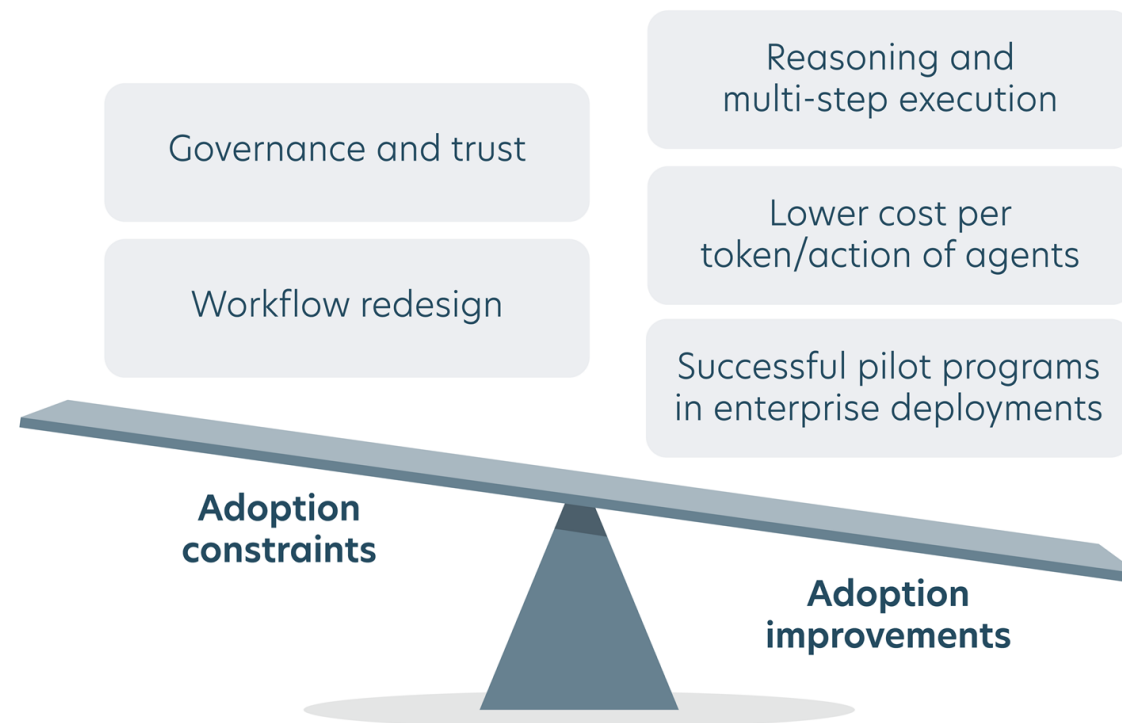 Governance and trust
Workflow redesign
Adoption
constraints
Reasoning and
multi-step execution
Lower cost per
token/action of agents
Successful pilot programs
in enterprise deployments
Adoption
improvements